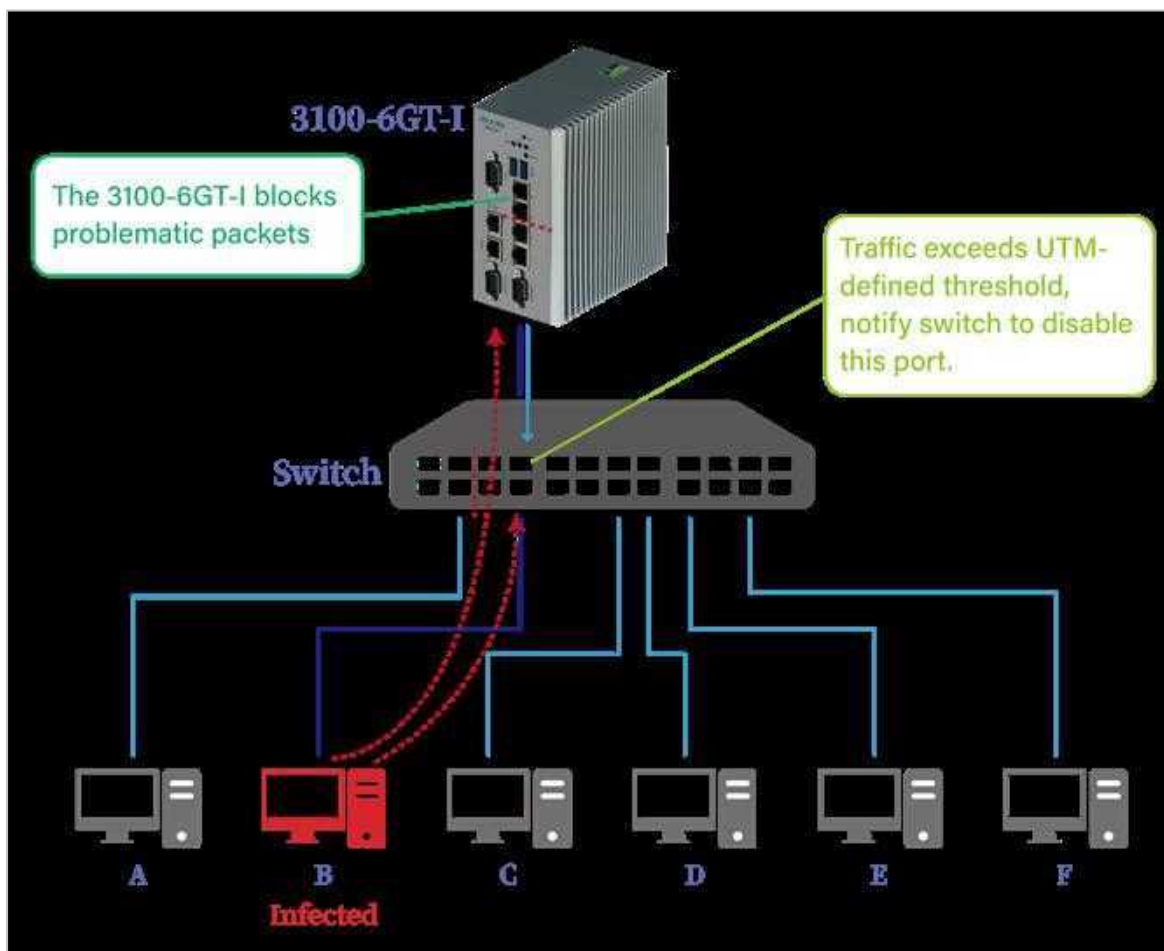 3100-6GT-I
The 3100-6GT-I blocks
problematic packets
Traffic exceeds UTM-
defined threshold,
notify switch to disable
this port.
Switch
A
B
C
D
E
F
Infected